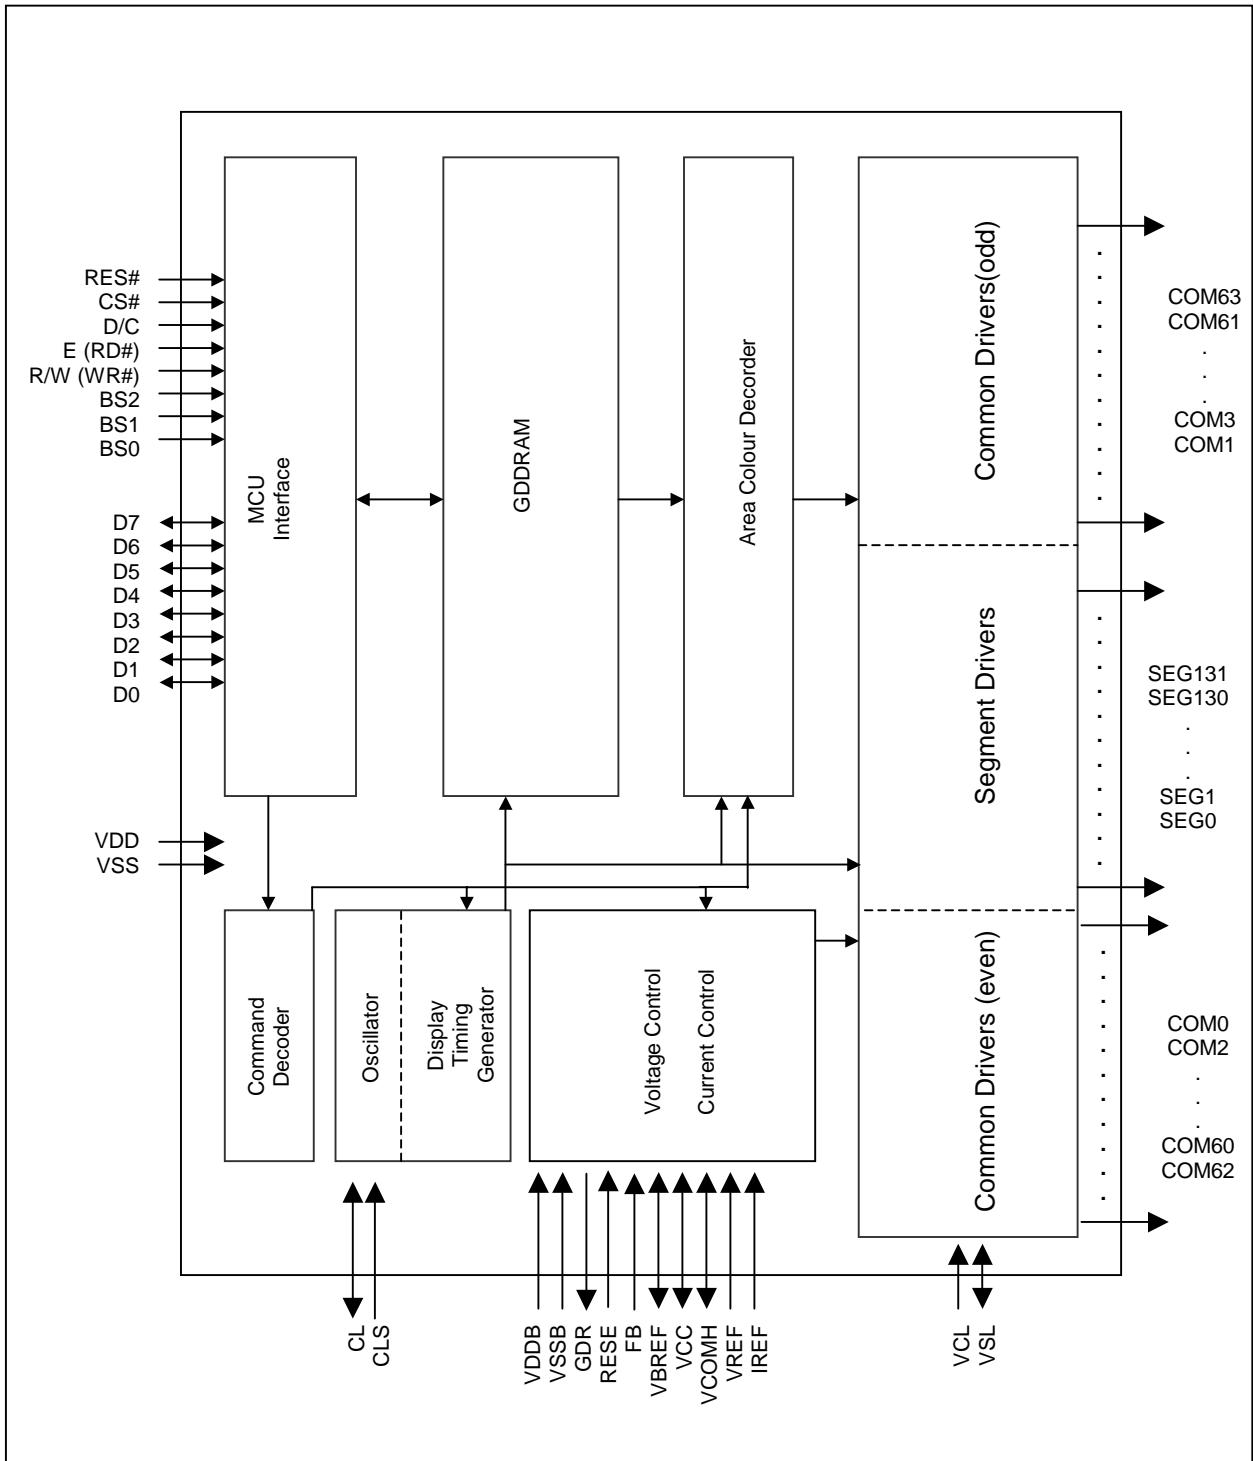 RES#
CS#
D/C
E (RD#)
R/W (WR#)
BS2
BS1
BS0
D7
D6
D5
D4
D3
D2
D1
D0
VDD
VSS
MCU
Interface
GDDRAM
Area Colour Decorder
Common Drivers(odd)
Segment Drivers
Common Drivers (even)
Command
Decoder
Oscillator
Display
Timing
Generator
Voltage Control
Current Control
COM63
COM61
.
.
.
COM3
COM1
SEG131
SEG130
.
.
.
SEG1
SEG0
COM0
COM2
.
.
.
COM60
COM62
CL
CLS
VDDB
VSSB
GDR
RESE
FB
VBREF
VCC
VCOMH
VREF
IREF
VCL
VSL